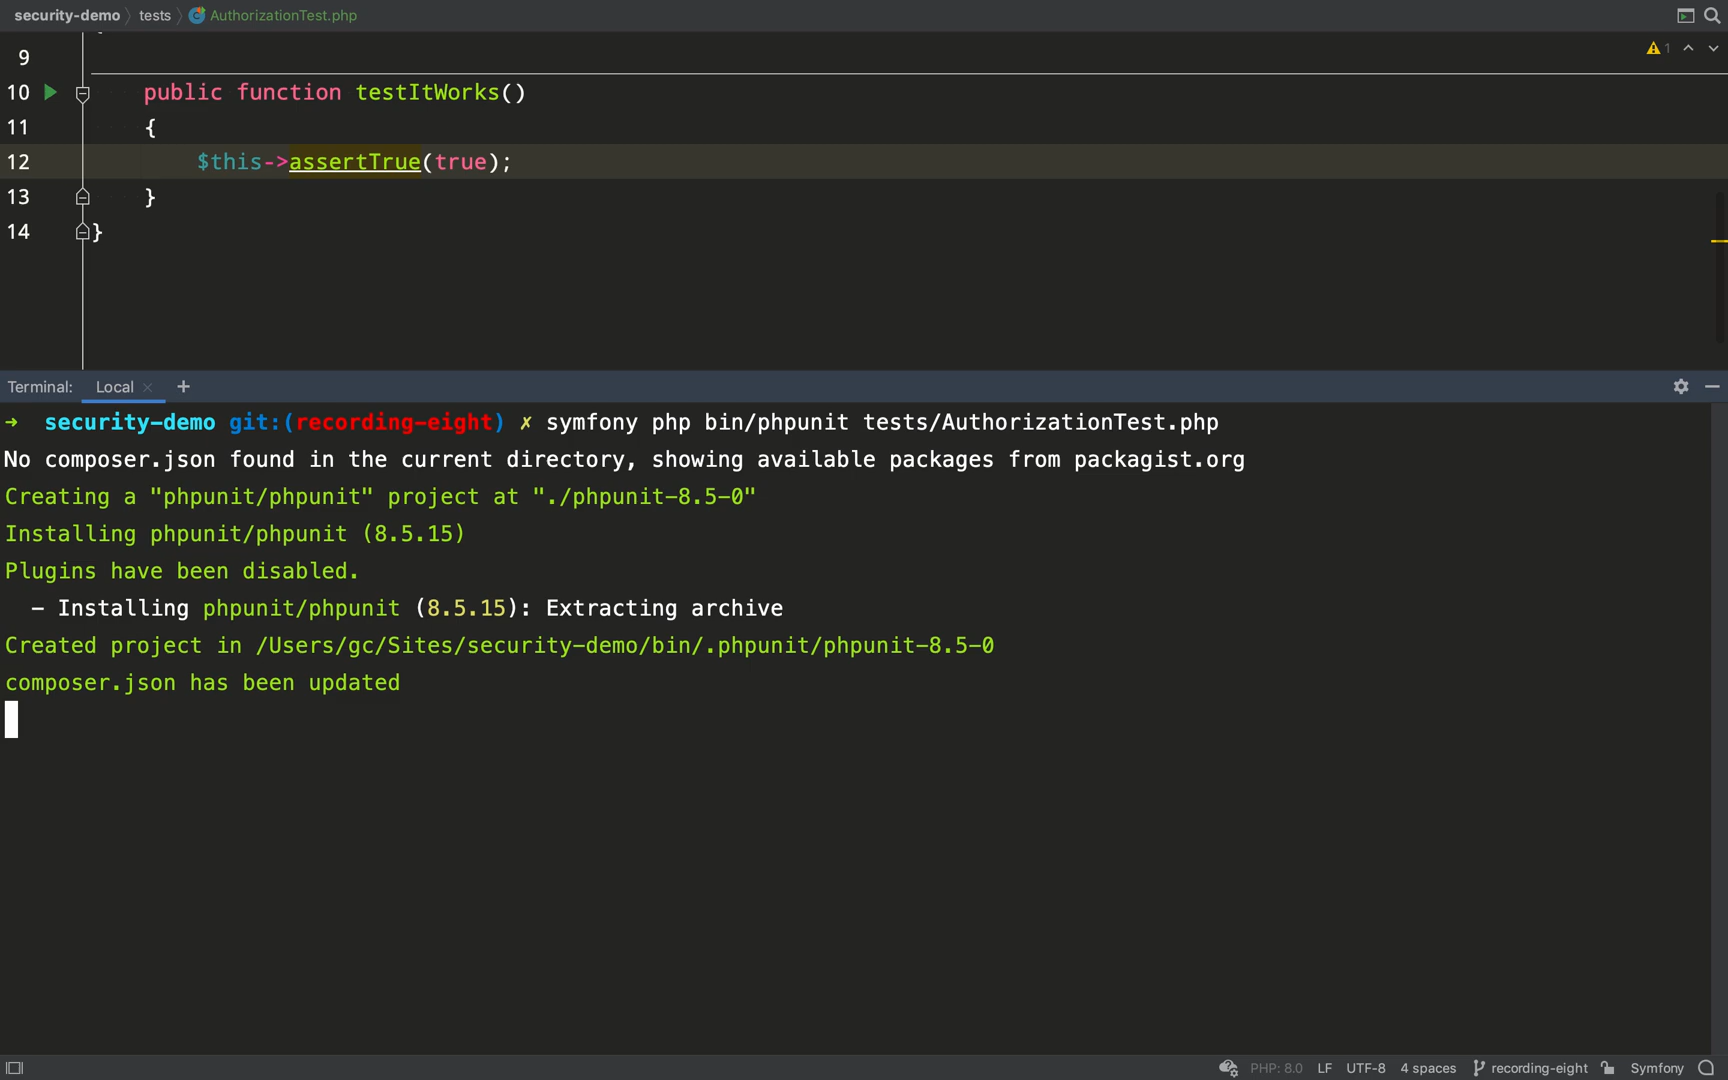 security-demo tests AuthorizationTest.php
1
9
10 public function testItWorks()
11 {
12 $this->assertTrue(true);
13 }
14 }
Terminal: Local × +
➜ security-demo git:(recording-eight) ✗ symfony php bin/phpunit tests/AuthorizationTest.php
No composer.json found in the current directory, showing available packages from packagist.org
Creating a "phpunit/phpunit" project at "./phpunit-8.5-0"
Installing phpunit/phpunit (8.5.15)
Plugins have been disabled.
- Installing phpunit/phpunit (8.5.15): Extracting archive
Created project in /Users/gc/Sites/security-demo/bin/.phpunit/phpunit-8.5-0
composer.json has been updated
PHP: 8.0 LF UTF-8 4 spaces recording-eight Symfony